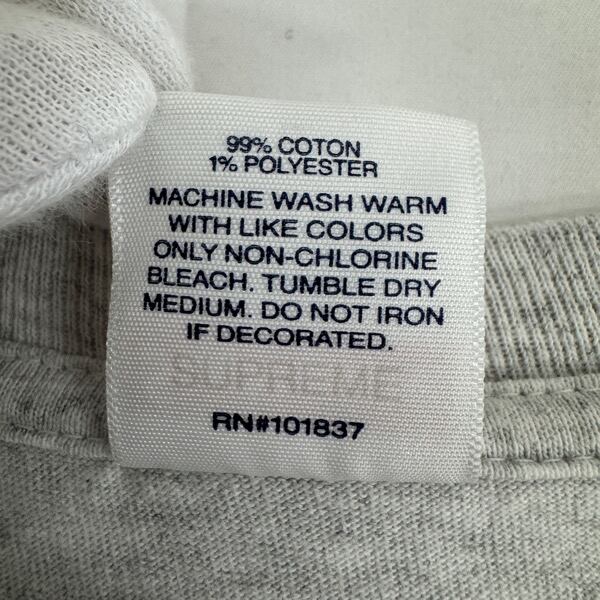 99% COTON
1% POLYESTER
MACHINE WASH WARM
WITH LIKE COLORS
ONLY NON-CHLORINE
BLEACH. TUMBLE DRY
MEDIUM. DO NOT IRON
IF DECORATED.
SUPREME
RN#101837